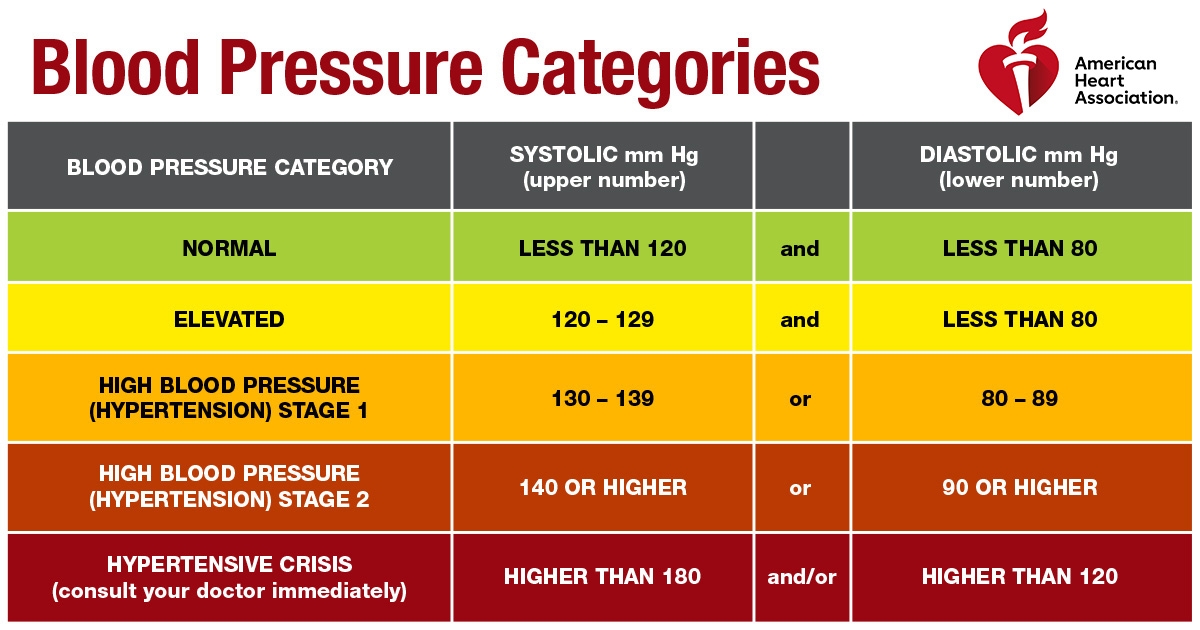 Blood Pressure Categories
American
Heart
Association.
BLOOD PRESSURE CATEGORY
SYSTOLIC mm Hg
(upper number)
DIASTOLIC mm Hg
(lower number)
NORMAL
LESS THAN 120
and
LESS THAN 80
ELEVATED
120 – 129
and
LESS THAN 80
HIGH BLOOD PRESSURE
(HYPERTENSION) STAGE 1
130 – 139
or
80 – 89
HIGH BLOOD PRESSURE
(HYPERTENSION) STAGE 2
140 OR HIGHER
or
90 OR HIGHER
HYPERTENSIVE CRISIS
(consult your doctor immediately)
HIGHER THAN 180
and/or
HIGHER THAN 120